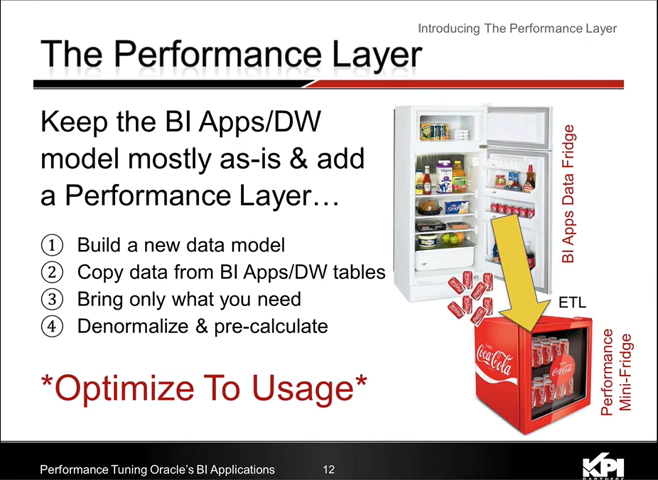 Introducing The Performance Layer
The Performance Layer
Keep the BI Apps/DW
model mostly as-is & add
a Performance Layer…
① Build a new data model
② Copy data from BI Apps/DW tables
③ Bring only what you need
④ Denormalize & pre-calculate
*Optimize To Usage*
BI Apps Data Fridge
ETL
Coca-Cola
Performance
Mini-Fridge
Performance Tuning Oracle's BI Applications
12
KPI
PARTNERS